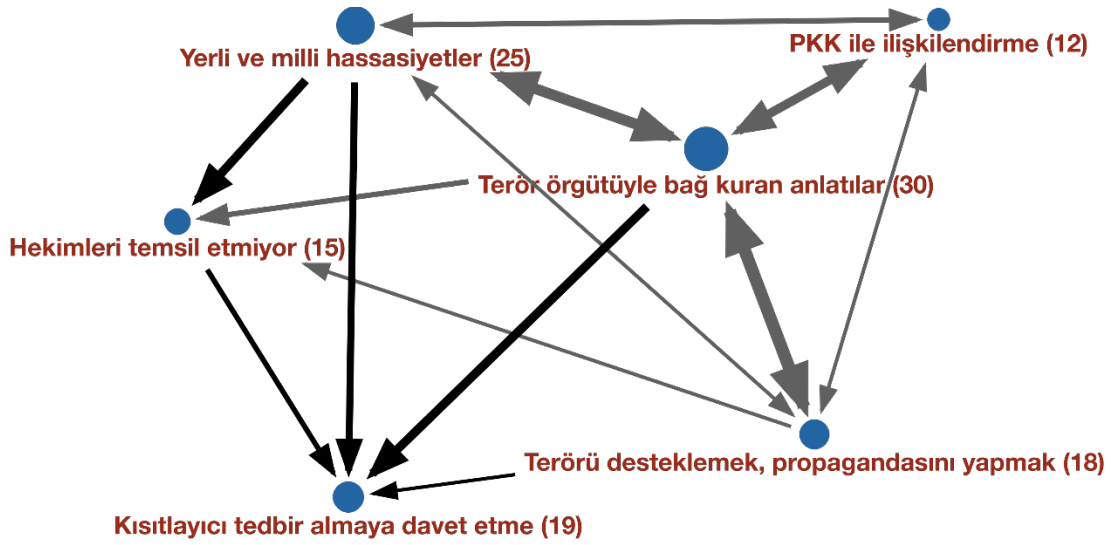 Yerli ve milli hassasiyetler (25)
PKK ile ilişkilendirme (12)
Terör örgütüyle bağ kuran anlatılar (30)
Hekimleri temsil etmiyor (15)
Terörü desteklemek, propagandasını yapmak (18)
Kısıtlayıcı tedbir almaya davet etme (19)